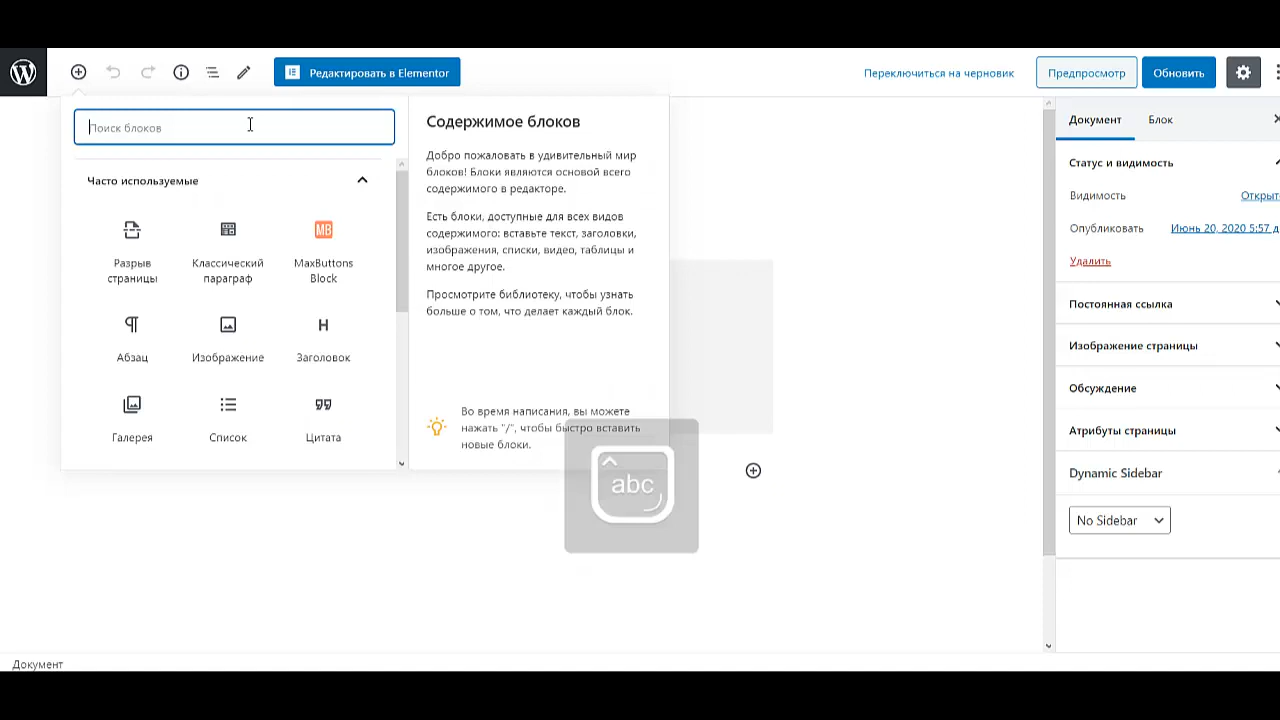 Редактировать в Elementor
Переключиться на черновик
Предпросмотр
Обновить
Поиск блоков
Часто используемые
Разрыв
страницы
Классический
параграф
MB
MaxButtons
Block
Абзац
Изображение
H
Заголовок
Галерея
Список
Цитата
Содержимое блоков
Добро пожаловать в удивительный мир
блоков! Блоки являются основой всего
содержимого в редакторе.
Есть блоки, доступные для всех видов
содержимого: вставьте текст, заголовки,
изображения, списки, видео, таблицы и
многое другое.
Просмотрите библиотеку, чтобы узнать
больше о том, что делает каждый блок.
Во время написания, вы можете
нажать "/", чтобы быстро вставить
новые блоки.
abc
Документ
Блок
Статус и видимость
Видимость
Открыт
Опубликовать
Июнь 20, 2020 5:57 д
Удалить
Постоянная ссылка
Изображение страницы
Обсуждение
Атрибуты страницы
Dynamic Sidebar
No Sidebar
Документ